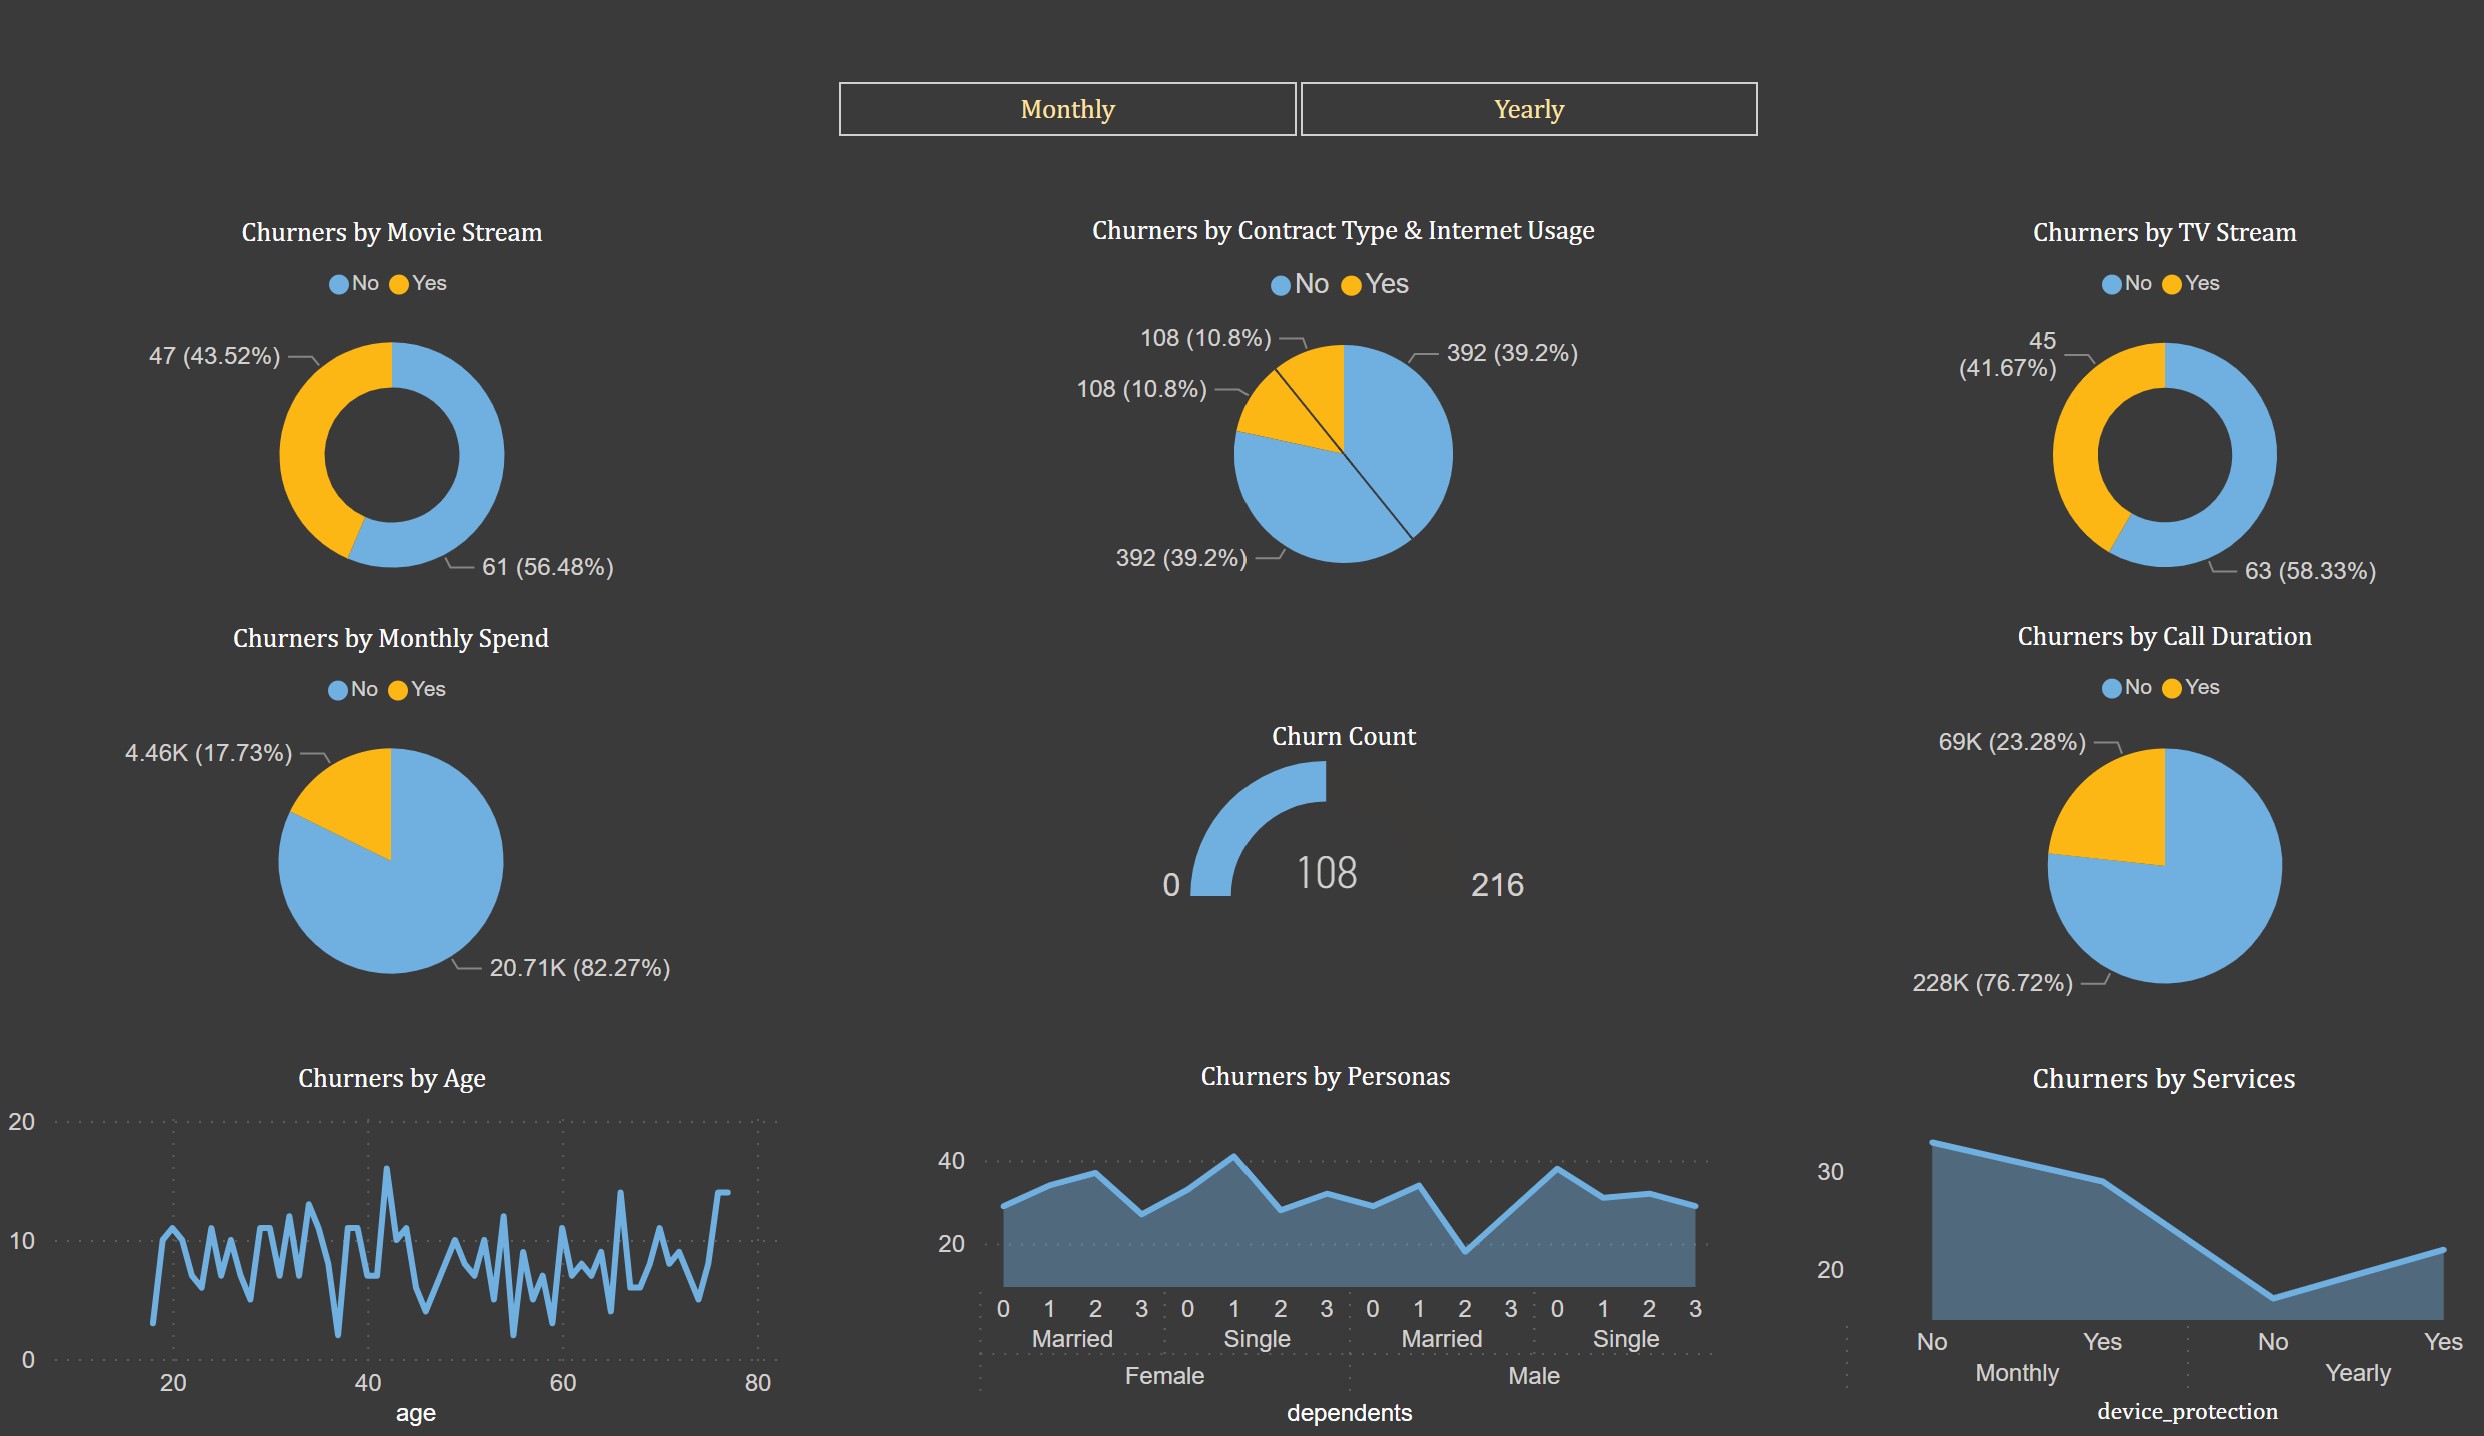 Monthly
Yearly
Churners by Movie Stream
No Yes
47 (43.52%)
61 (56.48%)
Churners by Contract Type & Internet Usage
No Yes
108 (10.8%)
392 (39.2%)
108 (10.8%)
392 (39.2%)
Churners by TV Stream
No Yes
45
(41.67%)
63 (58.33%)
Churners by Monthly Spend
No Yes
4.46K (17.73%)
20.71K (82.27%)
Churn Count
0
108
216
Churners by Call Duration
No Yes
69K (23.28%)
228K (76.72%)
Churners by Age
20
10
0
20 40 60 80
age
Churners by Personas
40
20
0 1 2 3 0 1 2 3 0 1 2 3 0 1 2 3
Married Single Married Single
Female Male
dependents
Churners by Services
30
20
No Yes No Yes
Monthly Yearly
device_protection